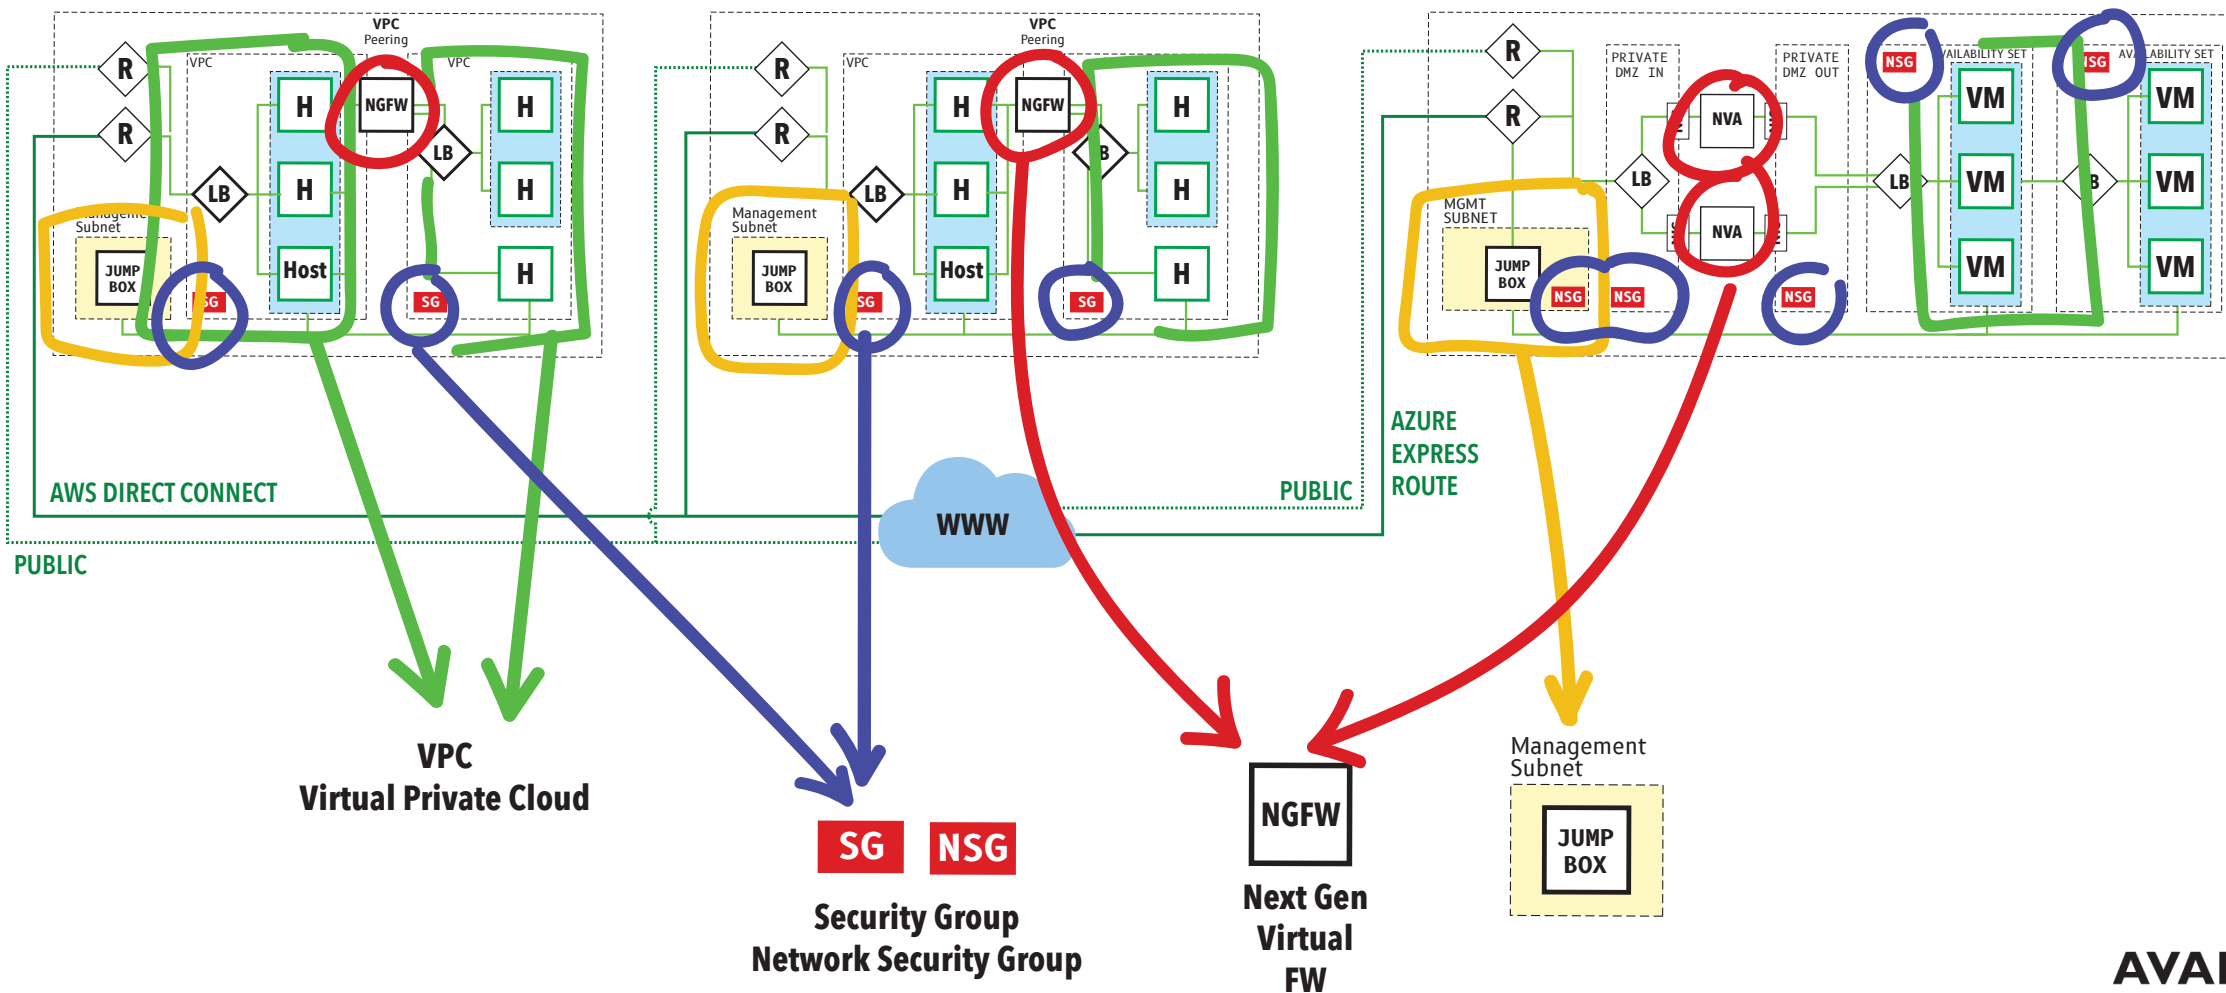 VPC
Peering
R
VPC
H
NGFW
VPC
H
R
LB
H
H
LB
Subnet
JUMP
BOX
Host
H
SG
SG
VPC
Peering
R
VPC
H
NGFW
H
R
H
H
LB
Management
Subnet
JUMP
BOX
Host
H
SG
SG
R
PRIVATE
DMZ IN
PRIVATE
DMZ OUT
NSG
AVAILABILITY SET
NSG
AVAILABILITY SET
R
NVA
VM
VM
LB
LB
VM
VM
MGMT
SUBNET
NVA
JUMP
BOX
VM
VM
NSG
NSG
NSG
AWS DIRECT CONNECT
PUBLIC
WWW
PUBLIC
AZURE
EXPRESS
ROUTE
VPC
Virtual Private Cloud
SG
NSG
Security Group
Network Security Group
NGFW
Next Gen
Virtual
FW
Management
Subnet
JUMP
BOX